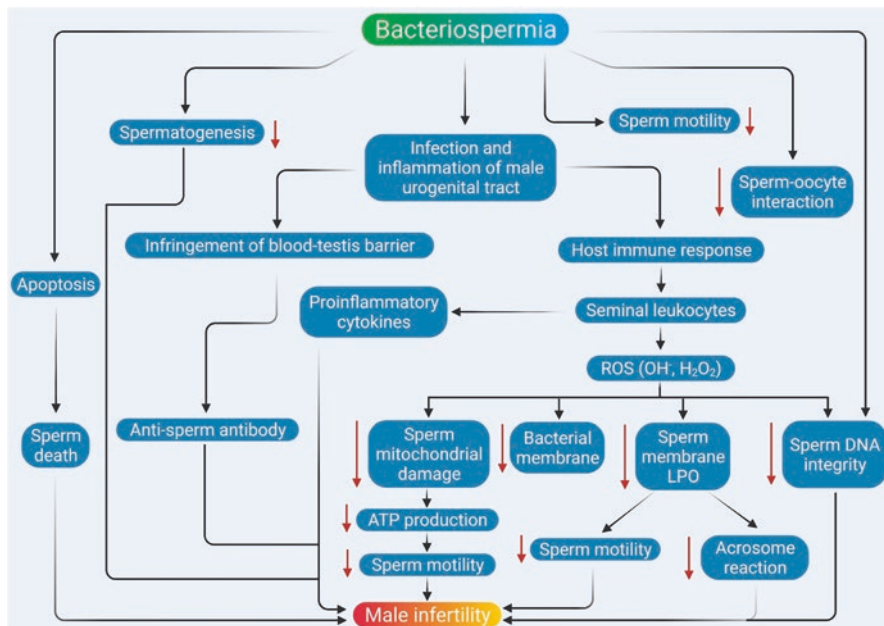 Bacteriospermia
Spermatogenesis
Sperm motility
Infection and
inflammation of male
urogenital tract
Sperm-oocyte
interaction
Infringement of blood-testis barrier
Host immune response
Apoptosis
Proinflammatory
cytokines
Seminal leukocytes
ROS (OH⁻, H₂O₂)
Sperm
death
Anti-sperm antibody
Sperm
mitochondrial
damage
Bacterial
membrane
Sperm
membrane
LPO
Sperm DNA
integrity
ATP production
Sperm motility
Sperm motility
Acrosome
reaction
Male infertility